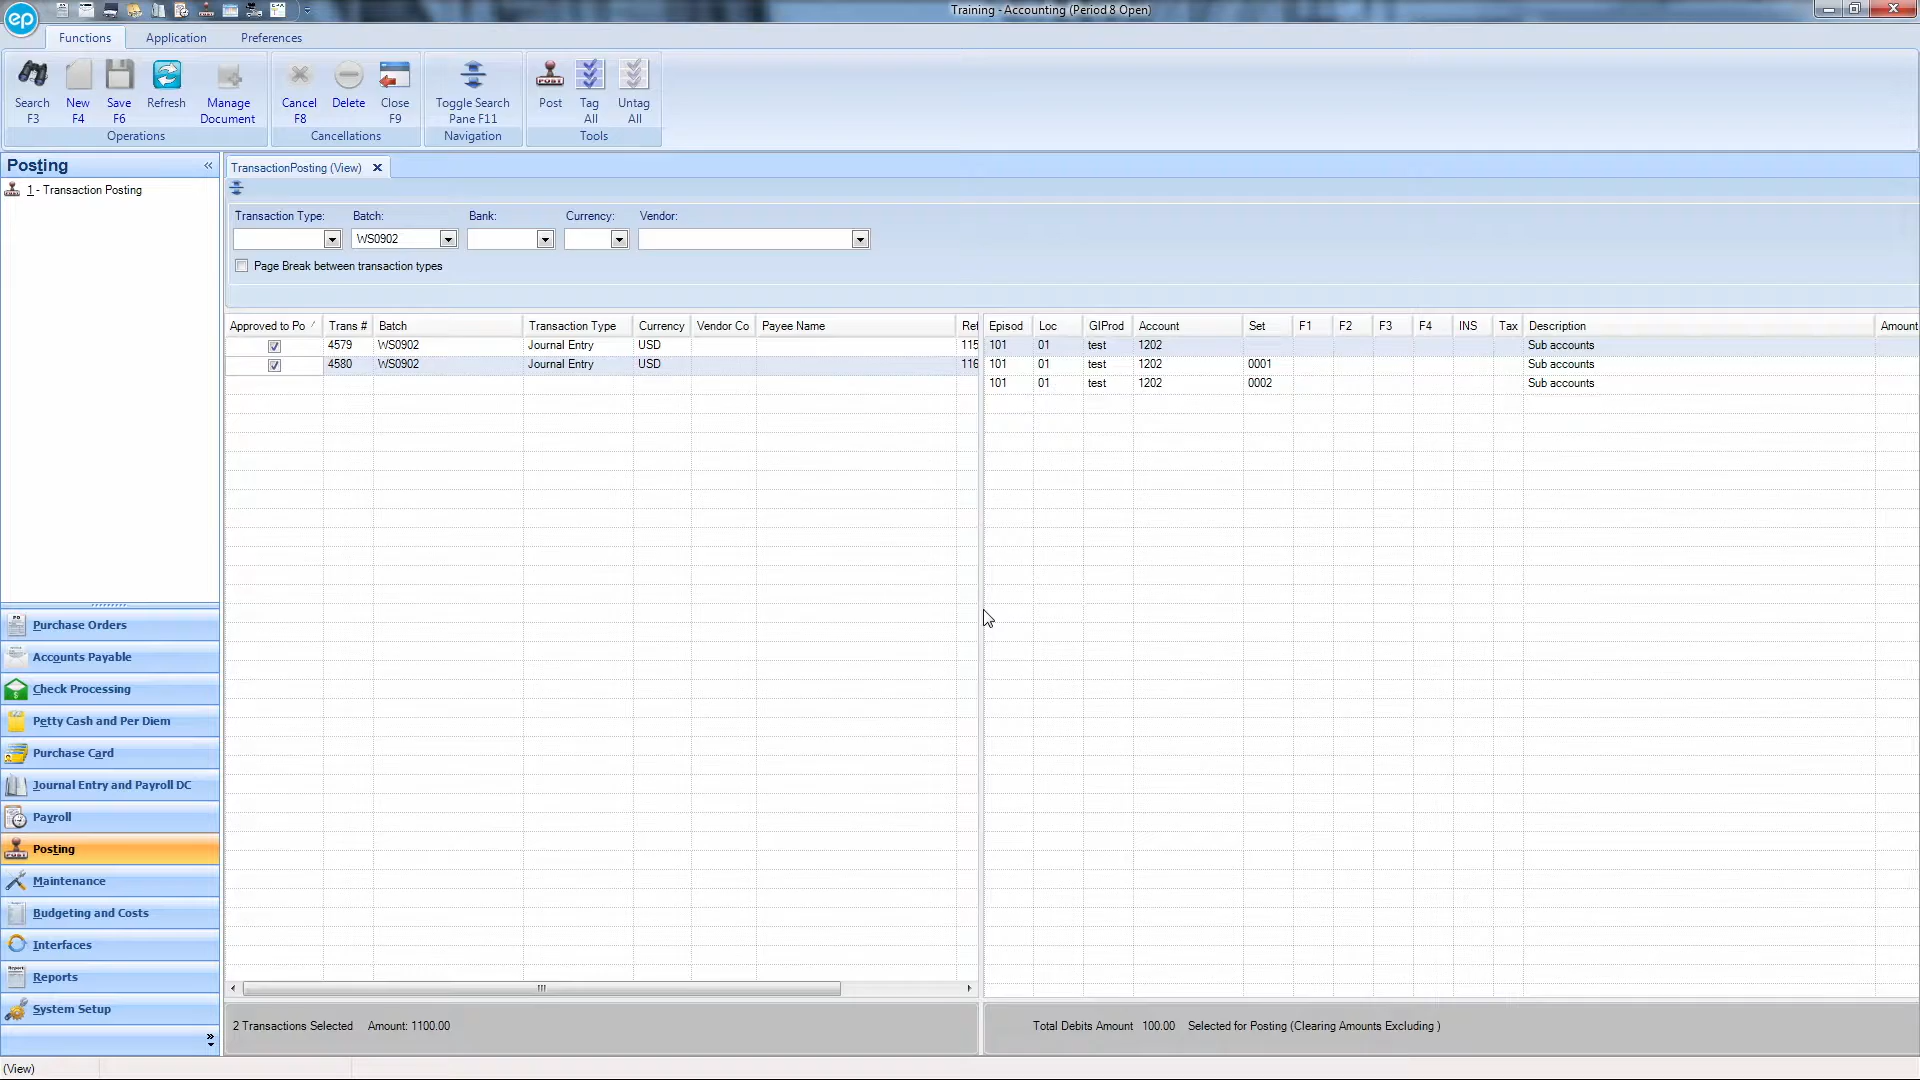 ep
Training - Accounting (Period 8 Open)
Functions Application Preferences
Search F3
New F4
Save F6
Refresh
Manage Document
Cancel F8
Delete
Close F9
Toggle Search Pane F11
POST
Post
Tag All
Untag All
Operations Cancellations Navigation Tools
Posting «
1 - Transaction Posting
TransactionPosting (View)
Transaction Type: Batch: Bank: Currency: Vendor:
WS0902
Page Break between transaction types
Approved to Po Trans # Batch Transaction Type Currency Vendor Co Payee Name Ref
4579 WS0902 Journal Entry USD 115
4580 WS0902 Journal Entry USD 116
Episod Loc GlProd Account Set F1 F2 F3 F4 INS Tax Description Amount
101 01 test 1202 Sub accounts
101 01 test 1202 0001 Sub accounts
101 01 test 1202 0002 Sub accounts
Purchase Orders
Accounts Payable
Check Processing
Petty Cash and Per Diem
Purchase Card
Journal Entry and Payroll DC
Payroll
Posting
Maintenance
Budgeting and Costs
Interfaces
Reports
System Setup
2 Transactions Selected Amount: 1100.00
Total Debits Amount 100.00 Selected for Posting (Clearing Amounts Excluding )
(View)